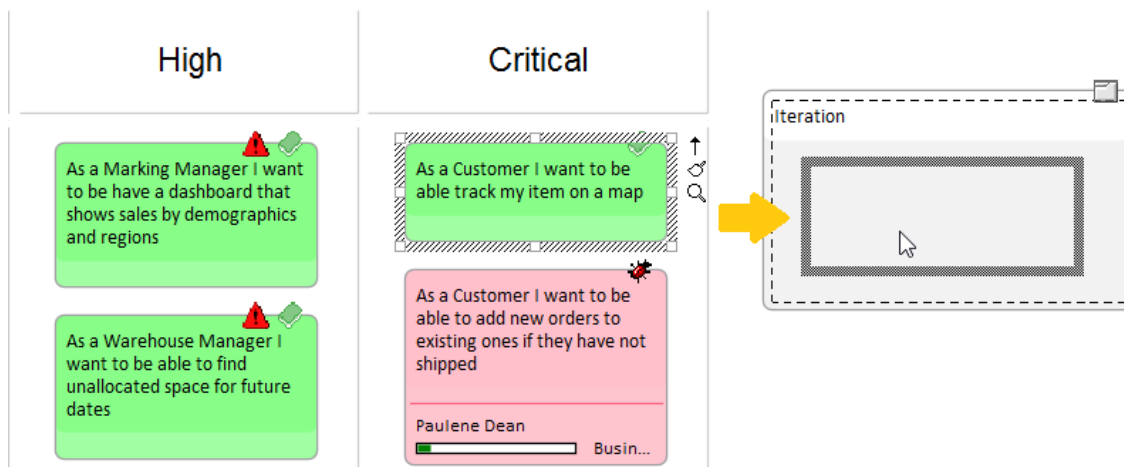 High
As a Marking Manager I want
to be have a dashboard that
shows sales by demographics
and regions
As a Warehouse Manager I
want to be able to find
unallocated space for future
dates
Critical
As a Customer I want to be
able track my item on a map
As a Customer I want to be
able to add new orders to
existing ones if they have not
shipped
Paulene Dean
Busin...
Iteration